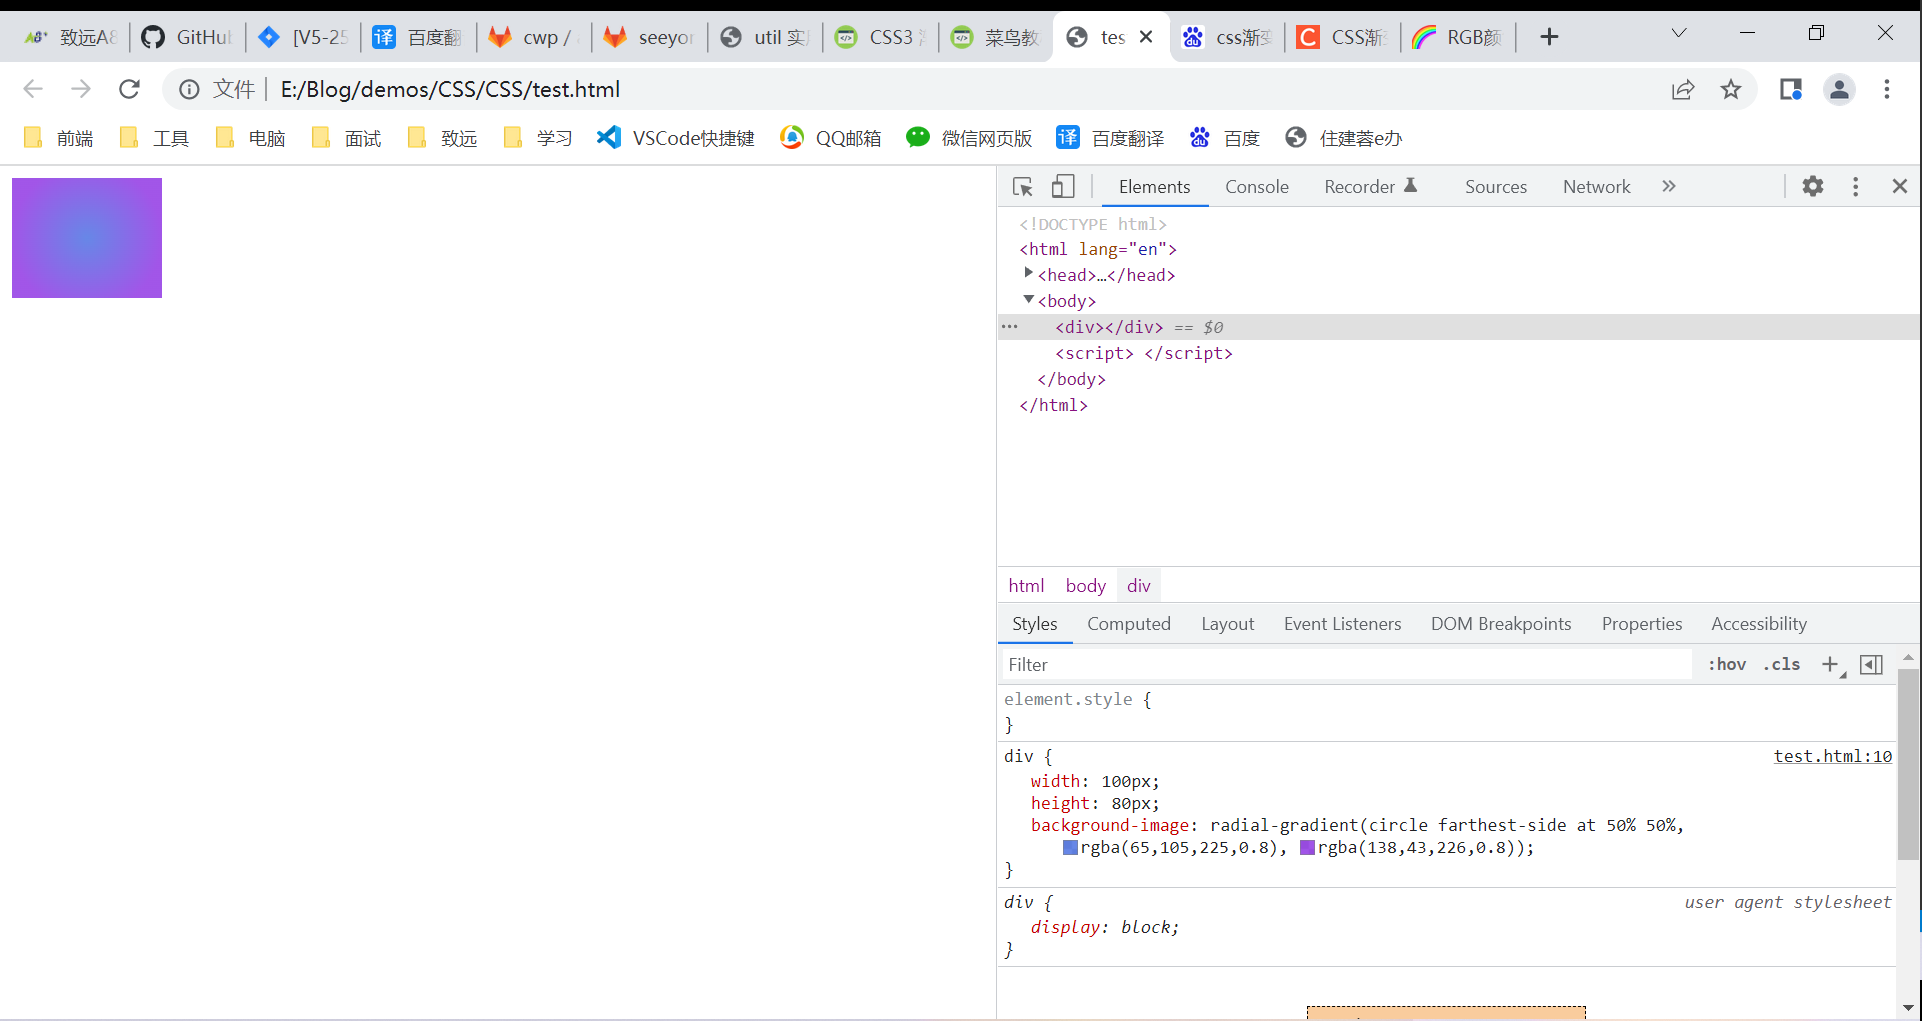 致远A8 GitHub [V5-25 百度翻 cwp / seeyor util 实 CSS3 菜鸟教 tes css渐变 CSS渐变 RGB颜
文件 E:/Blog/demos/CSS/CSS/test.html
前端 工具 电脑 面试 致远 学习 VSCode快捷键 QQ邮箱 微信网页版 译 百度翻译 百度 住建蓉e办
Elements Console Recorder Sources Network »
<!DOCTYPE html>
<html lang="en">
<head>…</head>
<body>
<div></div> == $0
<script> </script>
</body>
</html>
html body div
Styles Computed Layout Event Listeners DOM Breakpoints Properties Accessibility
Filter :hov .cls +
element.style {
}
div { test.html:10
width: 100px;
height: 80px;
background-image: radial-gradient(circle farthest-side at 50% 50%,
rgba(65,105,225,0.8), rgba(138,43,226,0.8));
}
div { user agent stylesheet
display: block;
}